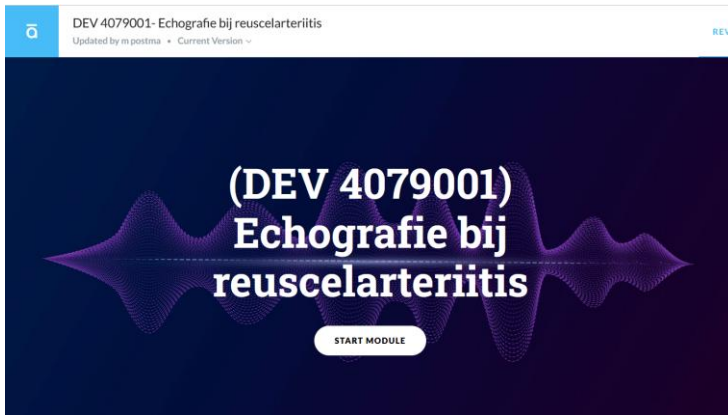 ā
DEV 4079001- Echografie bij reuscelarteriitis
Updated by m postma • Current Version
REV
(DEV 4079001)
Echografie bij
reuscelarteriitis
START MODULE